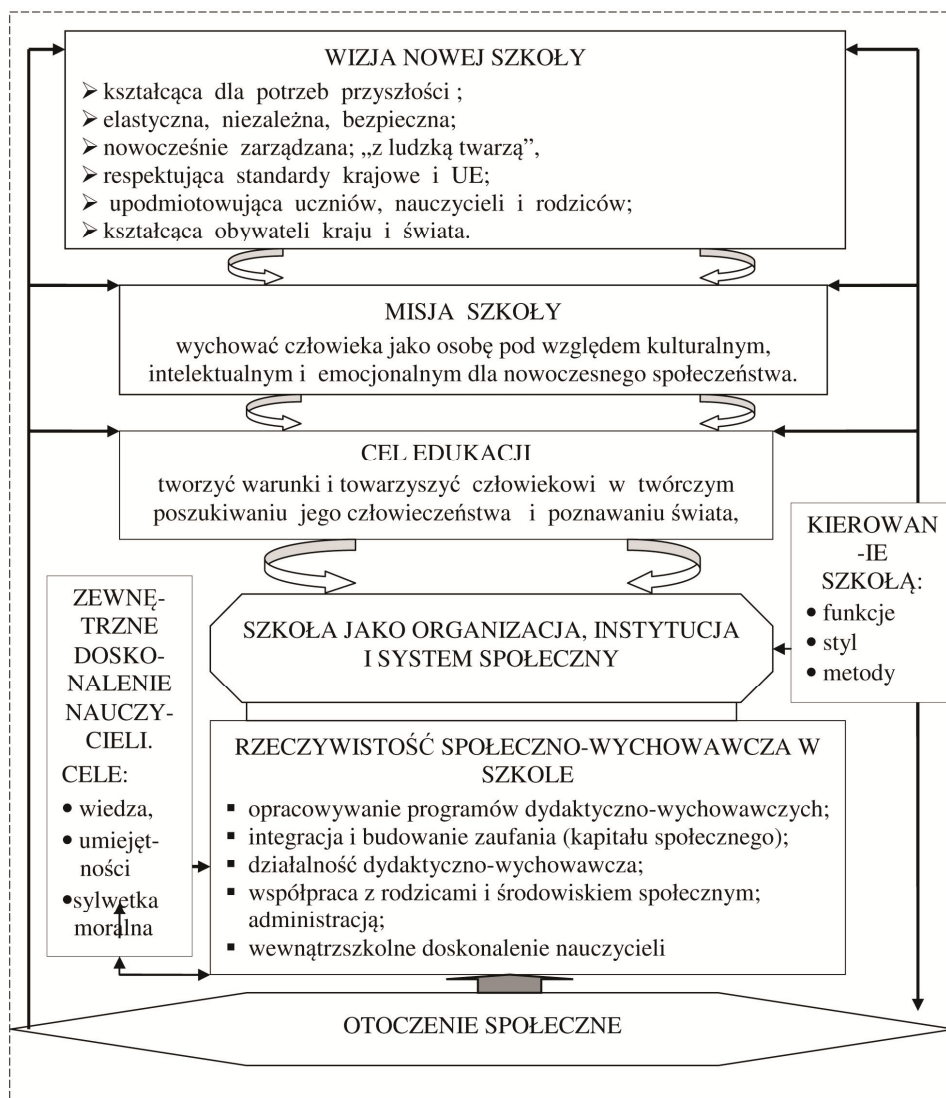 WIZJA NOWEJ SZKOŁY
➢ kształcąca dla potrzeb przyszłości ;
➢ elastyczna, niezależna, bezpieczna;
➢ nowocześnie zarządzana; „z ludzką twarzą”,
➢ respektująca standardy krajowe i UE;
➢ upodmiotowująca uczniów, nauczycieli i rodziców;
➢ kształcąca obywateli kraju i świata.
MISJA SZKOŁY
wychować człowieka jako osobę pod względem kulturalnym,
intelektualnym i emocjonalnym dla nowoczesnego społeczeństwa.
CEL EDUKACJI
tworzyć warunki i towarzyszyć człowiekowi w twórczym
poszukiwaniu jego człowieczeństwa i poznawaniu świata,
KIEROWAN
-IE
SZKOŁĄ:
• funkcje
• styl
• metody
ZEWNĘ-
TRZNE
DOSKO-
NALENIE
NAUCZY-
CIELI.
CELE:
• wiedza,
• umiejęt-
ności
•sylwetka
moralna
SZKOŁA JAKO ORGANIZACJA, INSTYTUCJA
I SYSTEM SPOŁECZNY
RZECZYWISTOŚĆ SPOŁECZNO-WYCHOWAWCZA W
SZKOLE
▪ opracowywanie programów dydaktyczno-wychowawczych;
▪ integracja i budowanie zaufania (kapitału społecznego);
▪ działalność dydaktyczno-wychowawcza;
▪ współpraca z rodzicami i środowiskiem społecznym;
administracją;
▪ wewnątrzszkolne doskonalenie nauczycieli
OTOCZENIE SPOŁECZNE